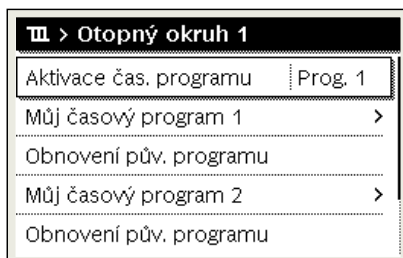 > Otopný okruh 1
Aktivace čas. programu Prog. 1
Můj časový program 1 >
Obnovení pův. programu
Můj časový program 2 >
Obnovení pův. programu